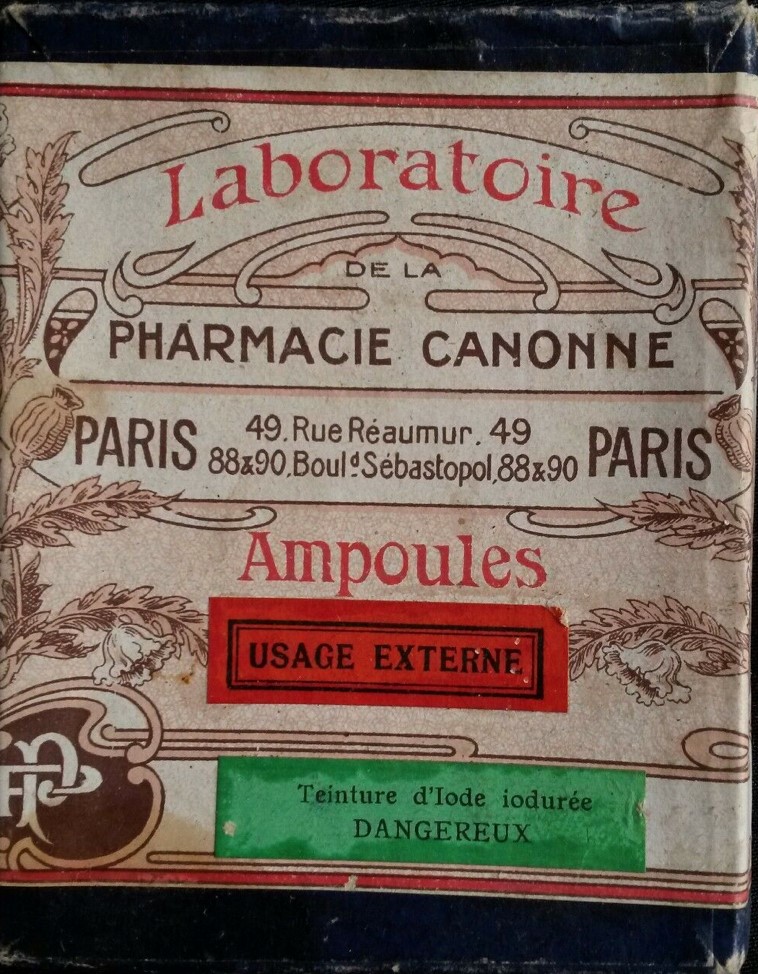 Laboratoire
DE LA
PHARMACIE CANONNE
PARIS 49. Rue Réaumur. 49 PARIS
88&90, Boulᵈ Sébastopol, 88&90
Ampoules
USAGE EXTERNE
Teinture d'Iode iodurée
DANGEREUX